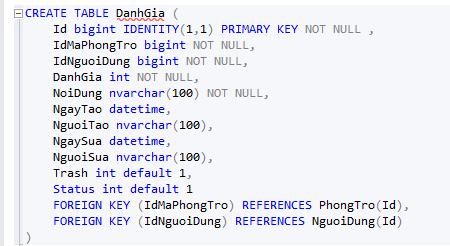 CREATE TABLE DanhGia (
Id bigint IDENTITY(1,1) PRIMARY KEY NOT NULL ,
IdMaPhongTro bigint NOT NULL,
IdNguoiDung bigint NOT NULL,
DanhGia int NOT NULL,
NoiDung nvarchar(100) NOT NULL,
NgayTao datetime,
NguoiTao nvarchar(100),
NgaySua datetime,
NguoiSua nvarchar(100),
Trash int default 1,
Status int default 1
FOREIGN KEY (IdMaPhongTro) REFERENCES PhongTro(Id),
FOREIGN KEY (IdNguoiDung) REFERENCES NguoiDung(Id)
)